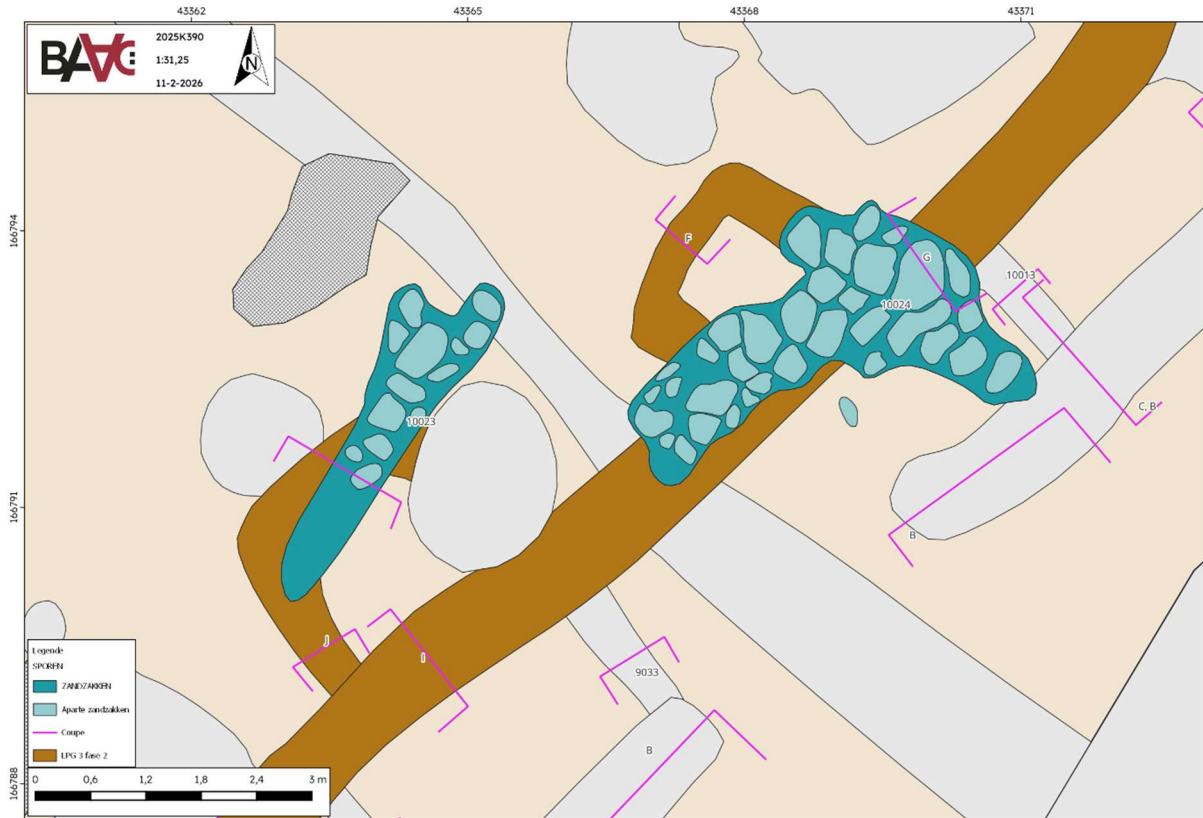 43362
43365
43368
43371
BAAC
2025K390
1:31,25
11-2-2026
N
166794
166791
166788
F
G
10013
10024
C, B
10023
B
J
I
9033
B
Legende
SPOREN
ZANDZAKKEN
Aparte zandzakken
Coupe
LPG 3 fase 2
0 0,6 1,2 1,8 2,4 3 m